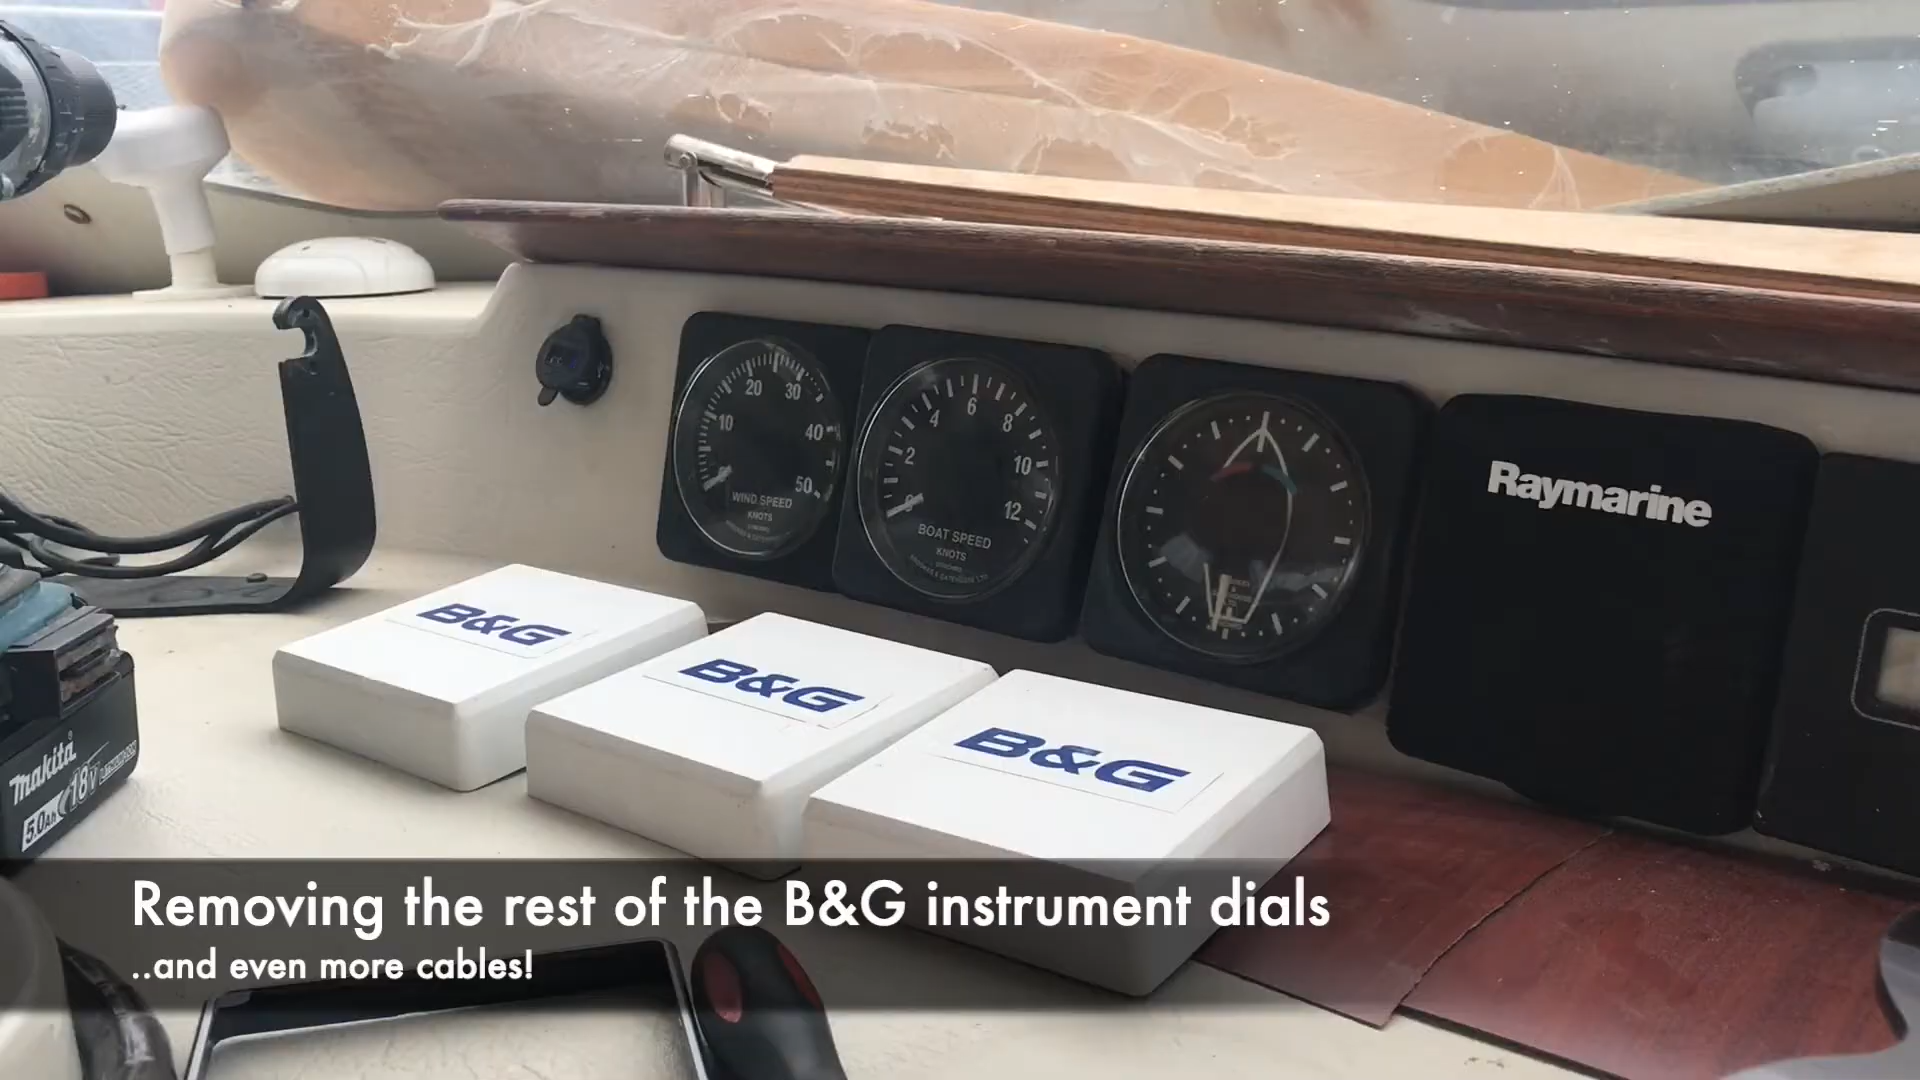 20
30
10
40
50
WIND SPEED
KNOTS
6
4
8
2
10
0
12
BOAT SPEED
KNOTS
Raymarine
B&G
B&G
B&G
makita
18V
5.0Ah
Removing the rest of the B&G instrument dials
..and even more cables!